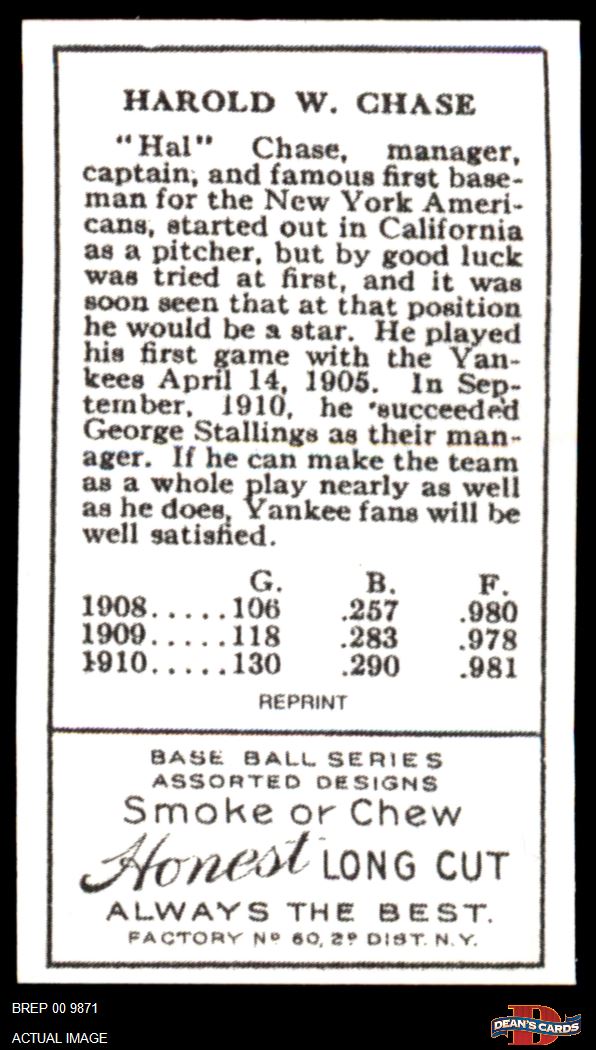 HAROLD W. CHASE
"Hal" Chase, manager,
captain, and famous first base-
man for the New York Ameri-
cans, started out in California
as a pitcher, but by good luck
was tried at first, and it was
soon seen that at that position
he would be a star. He played
his first game with the Yan-
kees April 14, 1905. In Sep-
tember, 1910, he succeeded
George Stallings as their man-
ager. If he can make the team
as a whole play nearly as well
as he does, Yankee fans will be
well satisfied.
G. B. F.
1908.....106 .257 .980
1909.....118 .283 .978
1910.....130 .290 .981
REPRINT
BASE BALL SERIES
ASSORTED DESIGNS
Smoke or Chew
Honest LONG CUT
ALWAYS THE BEST.
FACTORY Nº 60, 2º DIST. N.Y.
BREP 00 9871
ACTUAL IMAGE
D
DEAN'S CARDS